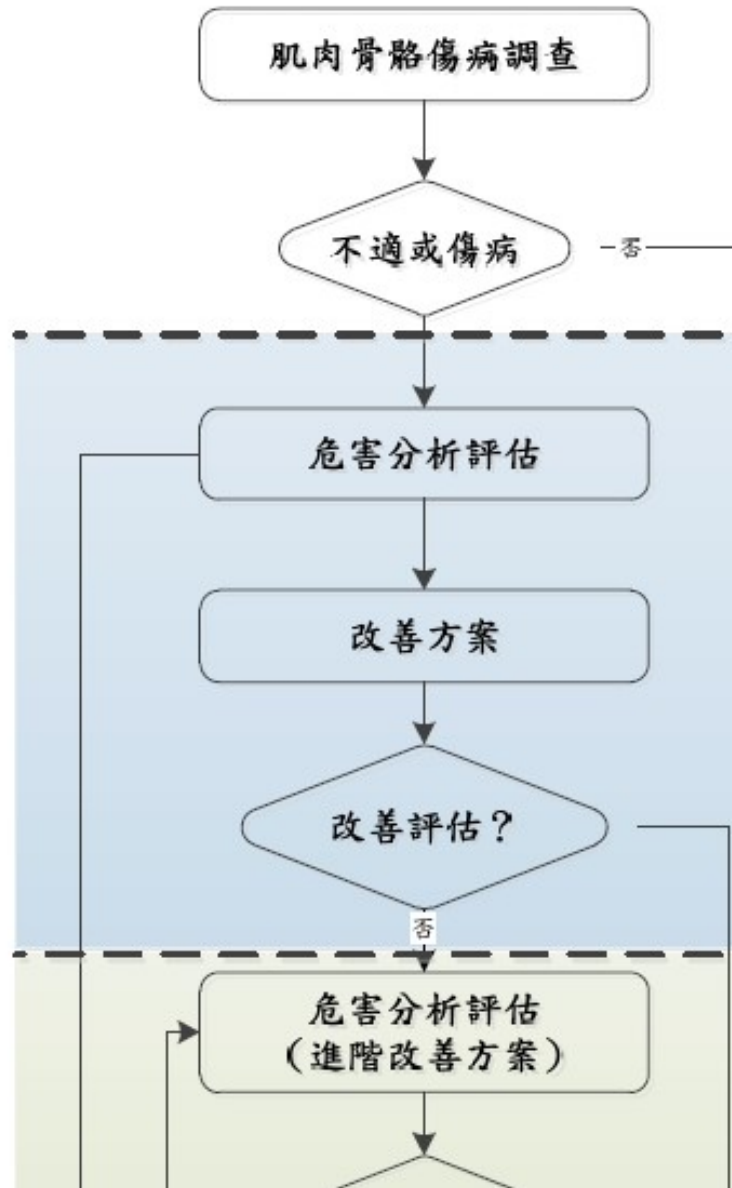 肌肉骨骼傷病調查
不適或傷病
否
危害分析評估
改善方案
改善評估？
否
危害分析評估
（進階改善方案）